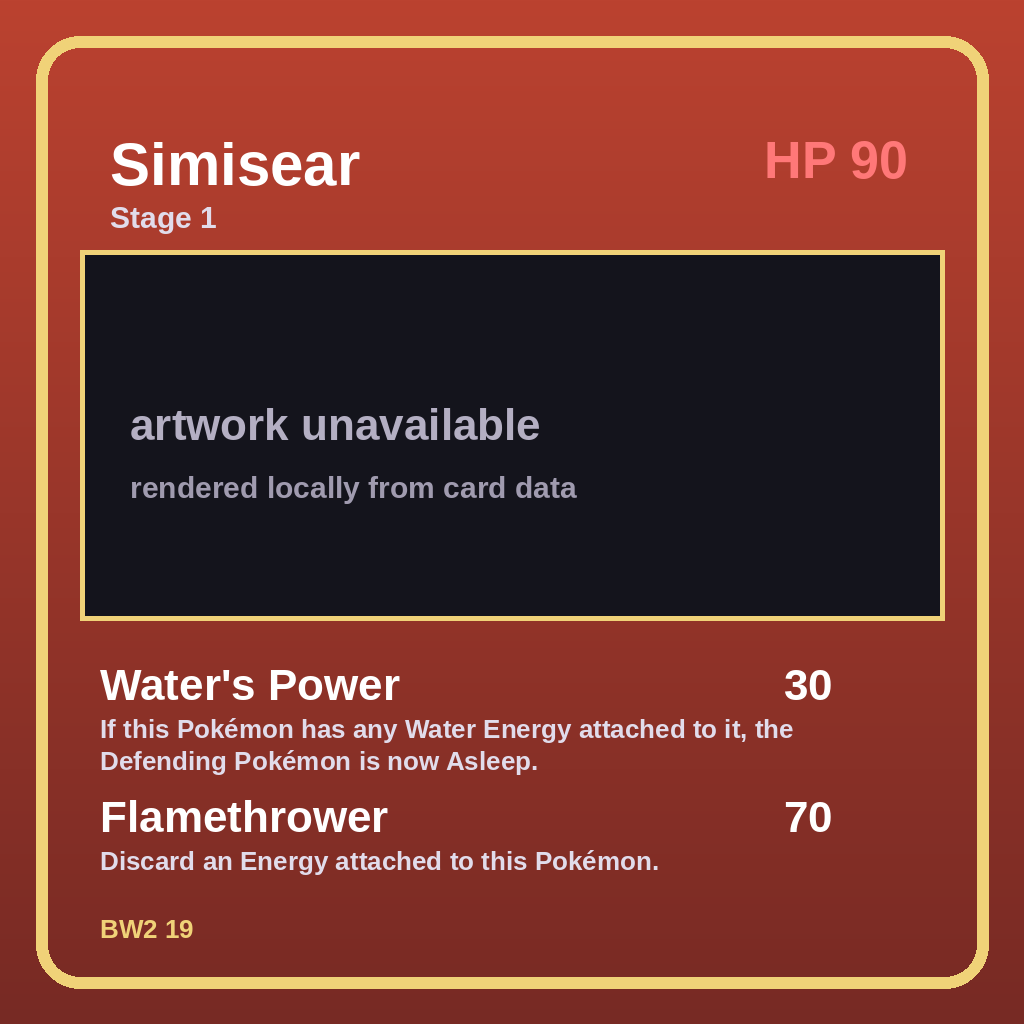 Simisear
HP 90
Stage 1
artwork unavailable
rendered locally from card data
Water's Power 30
If this Pokémon has any Water Energy attached to it, the
Defending Pokémon is now Asleep.
Flamethrower 70
Discard an Energy attached to this Pokémon.
BW2 19